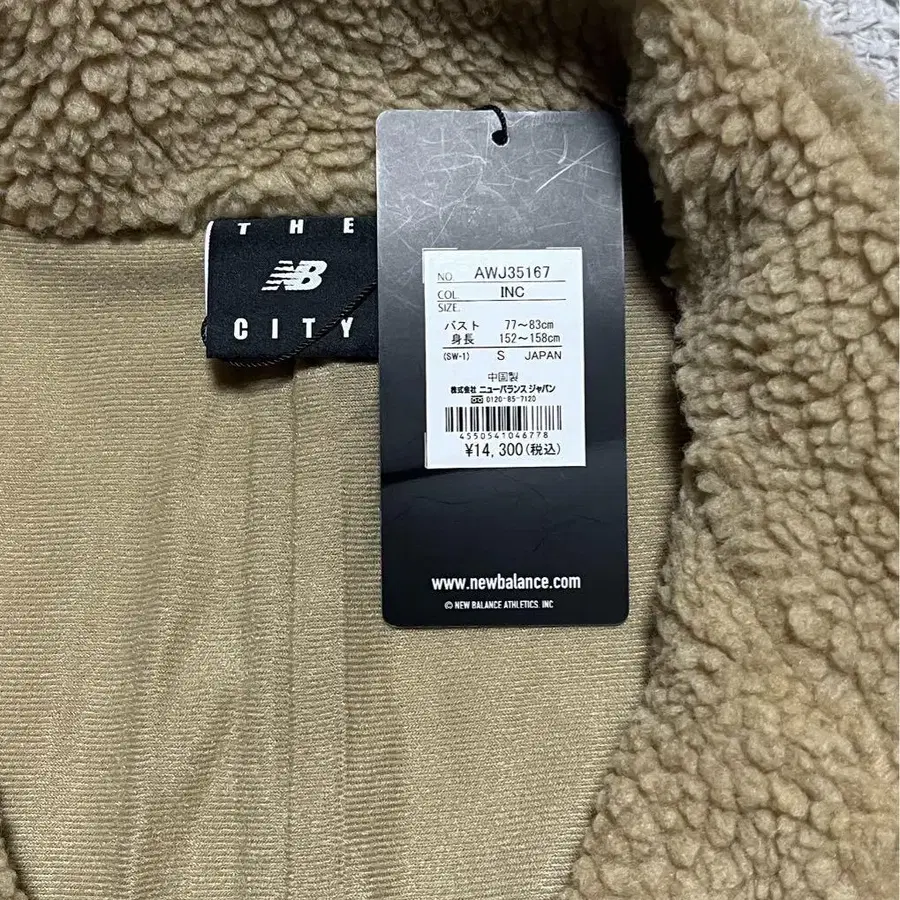 THE
NB
CITY
NO. AWJ35167
COL. INC
SIZE.
バスト 77～83cm
身長 152～158cm
(SW-1) S JAPAN
中国製
株式会社 ニューバランス ジャパン
0120-85-7120
4550541046778
¥14,300(税込)
www.newbalance.com
© NEW BALANCE ATHLETICS, INC